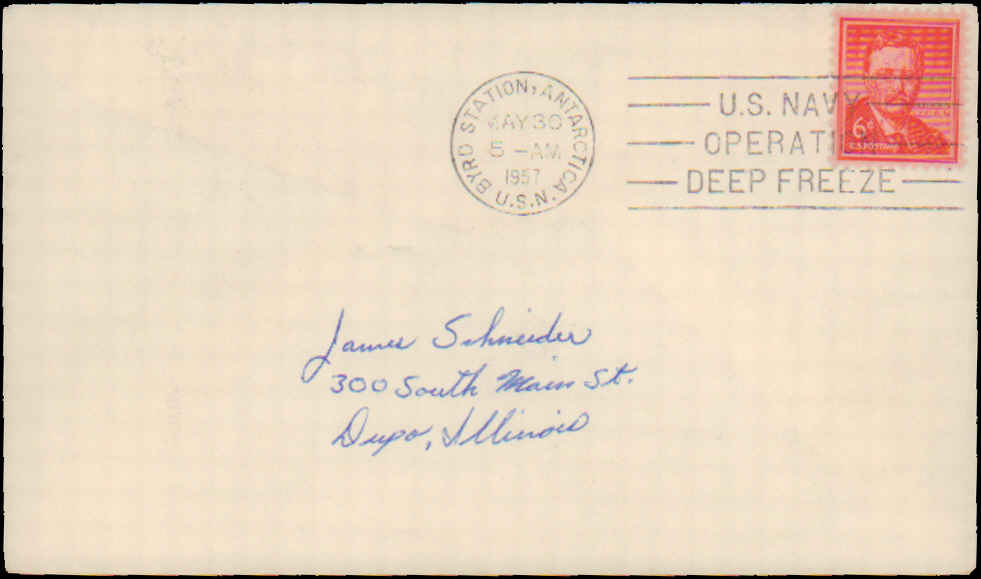 BYRD STATION, ANTARCTICA
MAY 30
5 -AM
1957
U.S.N.
U.S. NAVY
OPERATI
DEEP FREEZE
6¢
U.S. POSTAGE
James Schneider
300 South Main St.
Dupo, Illinois